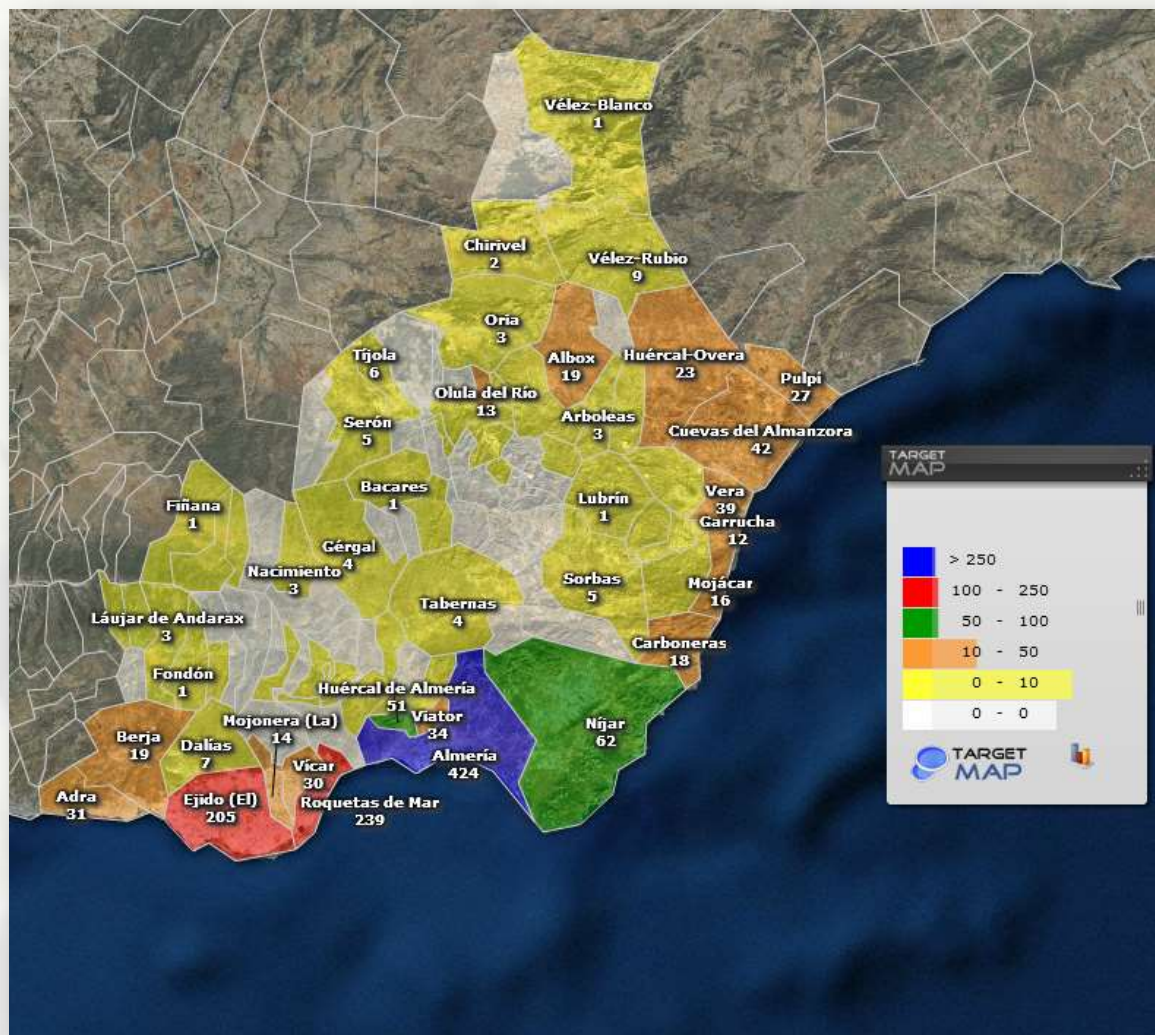 Vélez-Blanco
1
Chirivel
2
Vélez-Rubio
9
Oria
3
Tíjola
6
Albox
19
Huércal-Overa
23
Pulpí
27
Olula del Río
13
Arboleas
3
Serón
5
Cuevas del Almanzora
42
Bacares
1
Lubrín
1
Vera
39
Fiñana
1
Garrucha
12
Gérgal
4
Nacimiento
3
Sorbas
5
Mojácar
16
Tabernas
4
Láujar de Andarax
3
Carboneras
18
Fondón
1
Huércal de Almería
51
Mojonera (La)
14
Viator
34
Níjar
62
Berja
19
Dalías
7
Almería
424
Vícar
30
Adra
31
Ejido (El)
205
Roquetas de Mar
239
TARGET
MAP
> 250
100 - 250
50 - 100
10 - 50
0 - 10
0 - 0
TARGET
MAP